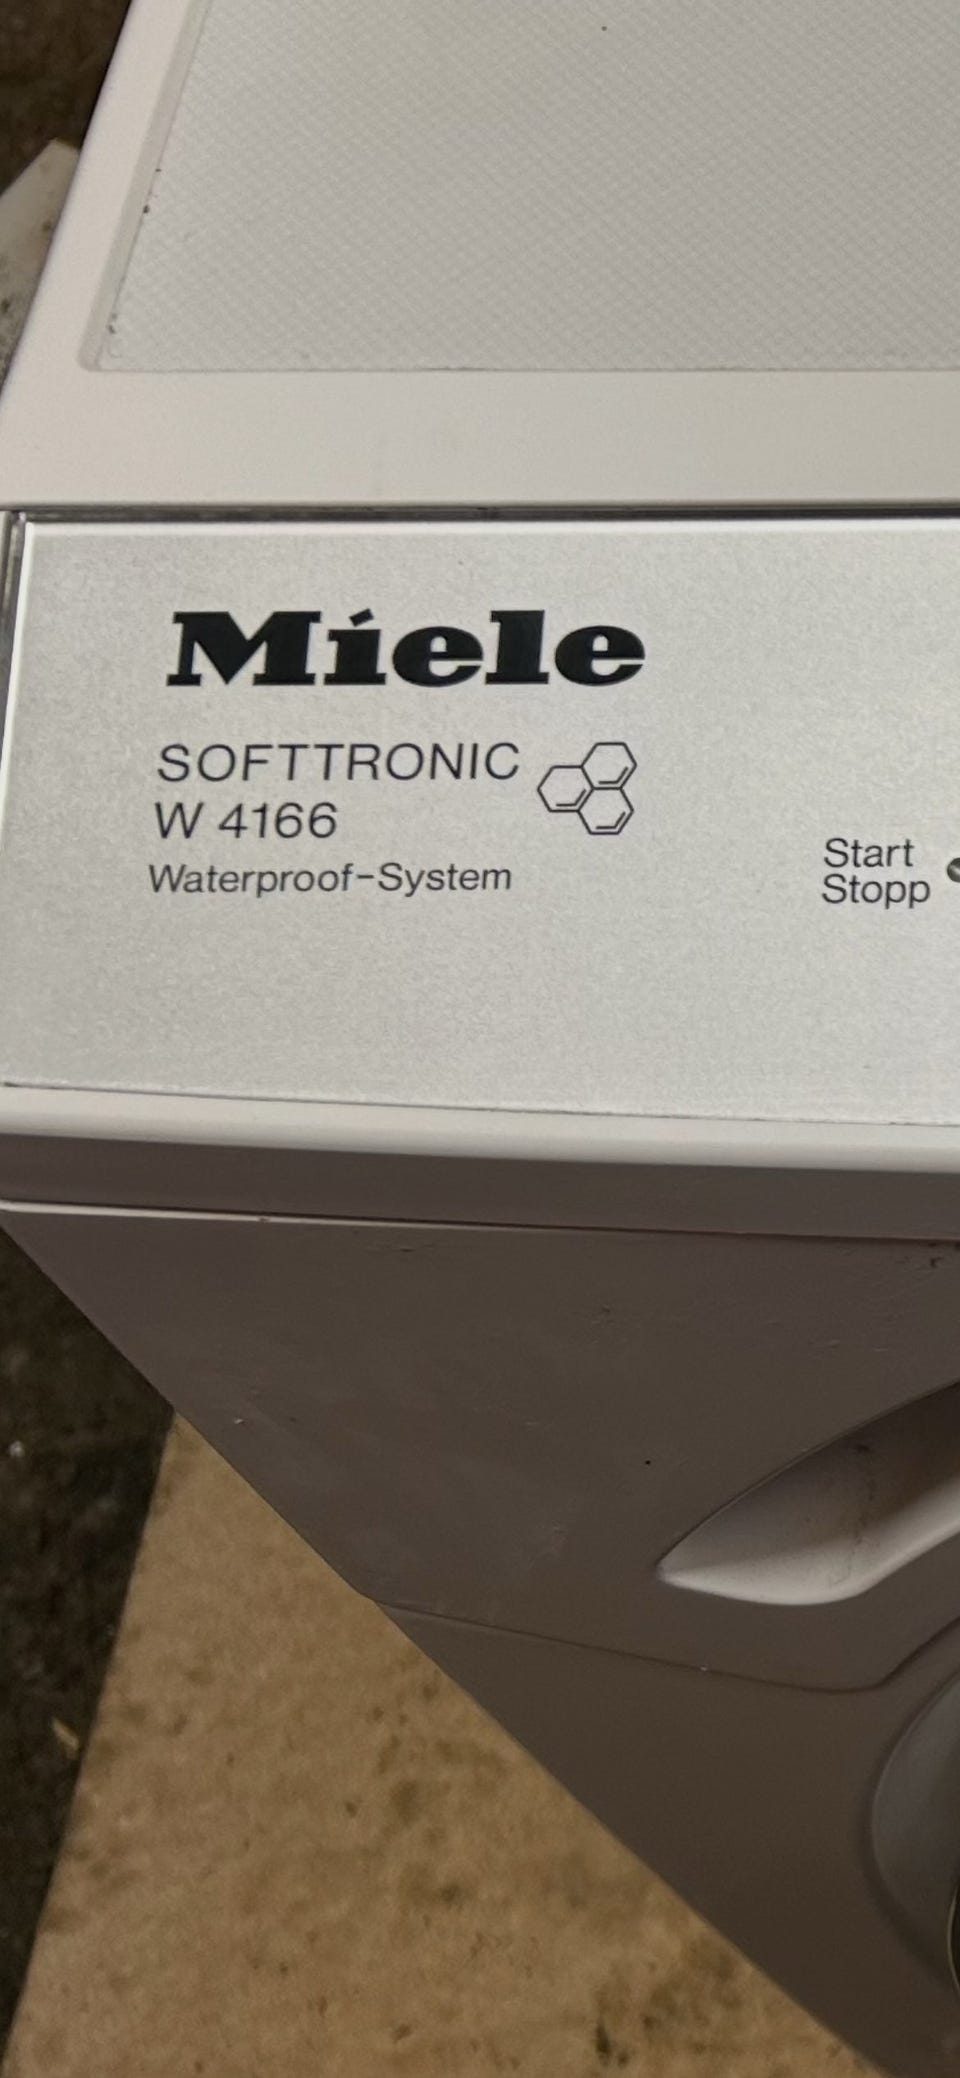 Miele
SOFTTRONIC
W 4166
Waterproof-System
Start
Stopp